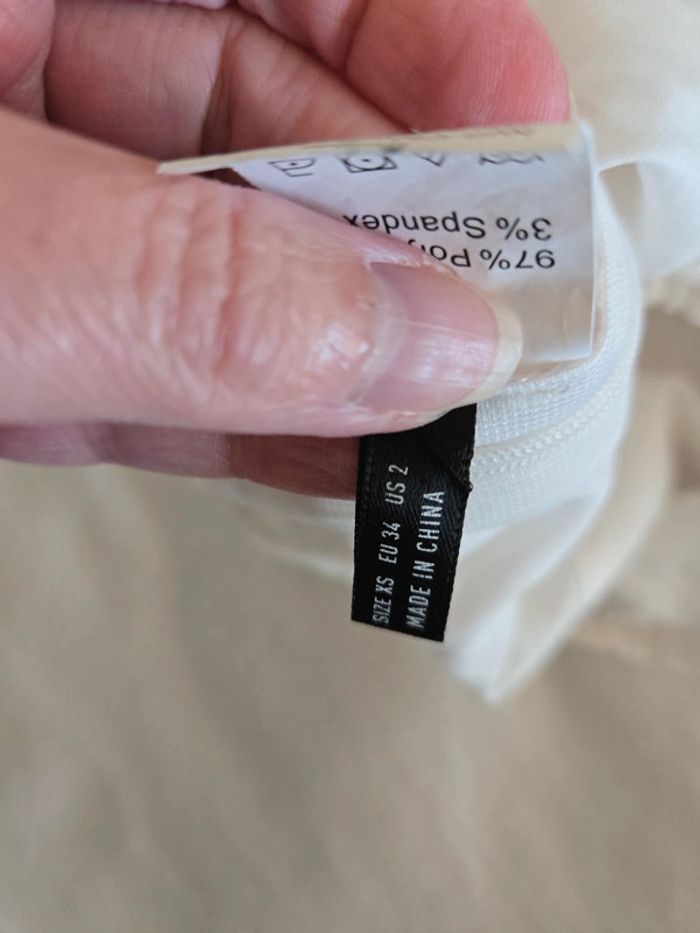 97% Poly
3% Spandex
SIZE XS EU 34 US 2
MADE IN CHINA